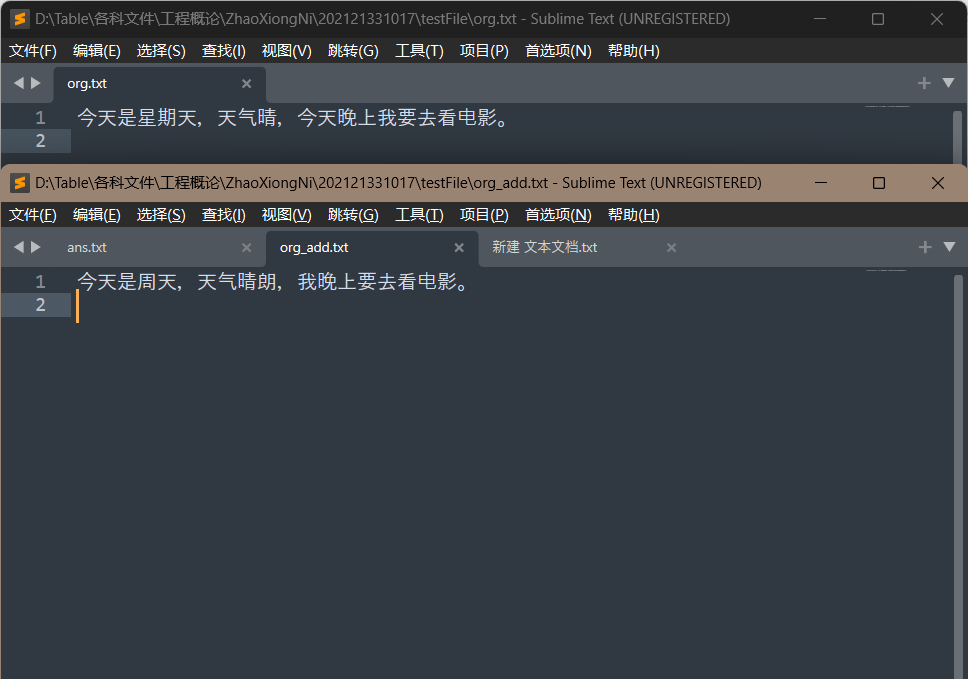 D:\Table\各科文件\工程概论\ZhaoXiongNi\202121331017\testFile\org.txt - Sublime Text (UNREGISTERED)
文件(F) 编辑(E) 选择(S) 查找(I) 视图(V) 跳转(G) 工具(T) 项目(P) 首选项(N) 帮助(H)
org.txt
1 今天是星期天，天气晴，今天晚上我要去看电影。
2
D:\Table\各科文件\工程概论\ZhaoXiongNi\202121331017\testFile\org_add.txt - Sublime Text (UNREGISTERED)
文件(F) 编辑(E) 选择(S) 查找(I) 视图(V) 跳转(G) 工具(T) 项目(P) 首选项(N) 帮助(H)
ans.txt org_add.txt 新建 文本文档.txt
1 今天是周天，天气晴朗，我晚上要去看电影。
2